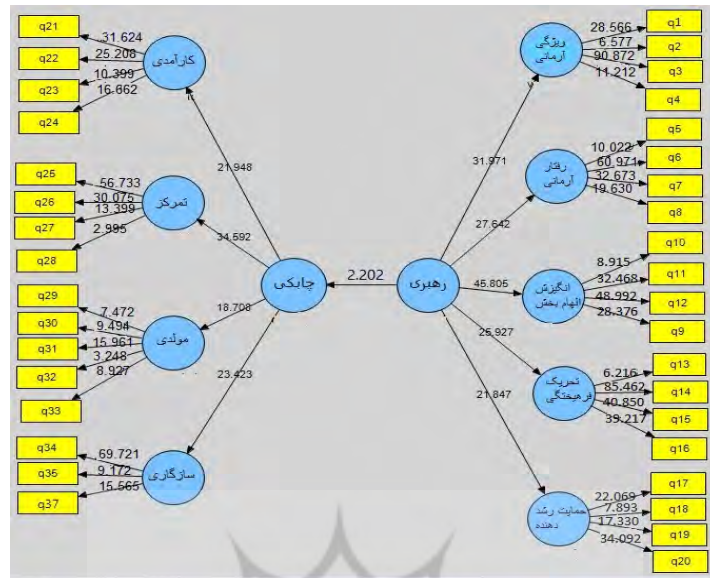 q21
31.624
q22
25.208
q23
10.399
q24
16.662
کارآمدی
21.948
q25
56.733
q26
30.075
q27
13.399
q28
2.995
تمرکز
34.592
q29
7.472
q30
9.494
q31
15.961
q32
3.248
q33
8.927
مولدی
18.708
q34
69.721
q35
9.172
q37
15.565
سازگاری
23.423
چابکی
2.202
رهبری
31.971
ویژگی
آرمانی
28.566
q1
6.577
q2
90.872
q3
11.212
q4
27.642
رفتار
آرمانی
10.022
q5
60.971
q6
32.673
q7
19.630
q8
45.805
انگیزش
الهام بخش
8.915
q10
32.468
q11
48.992
q12
28.376
q9
25.927
تحریک
فرهیختگی
6.216
q13
85.462
q14
40.850
q15
39.217
q16
21.847
حمایت رشد
دهنده
22.069
q17
7.893
q18
17.330
q19
34.092
q20